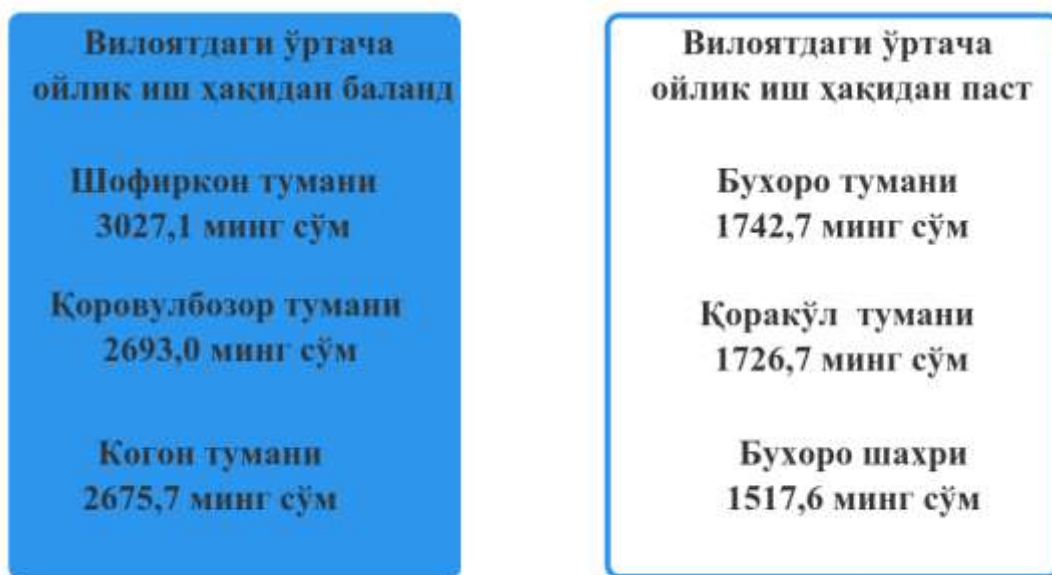 Вилоятдаги ўртача
ойлик иш ҳақидан баланд
Шофиркон тумани
3027,1 минг сўм
Қоровулбозор тумани
2693,0 минг сўм
Когон тумани
2675,7 минг сўм
Вилоятдаги ўртача
ойлик иш ҳақидан паст
Бухоро тумани
1742,7 минг сўм
Қоракўл тумани
1726,7 минг сўм
Бухоро шахри
1517,6 минг сўм